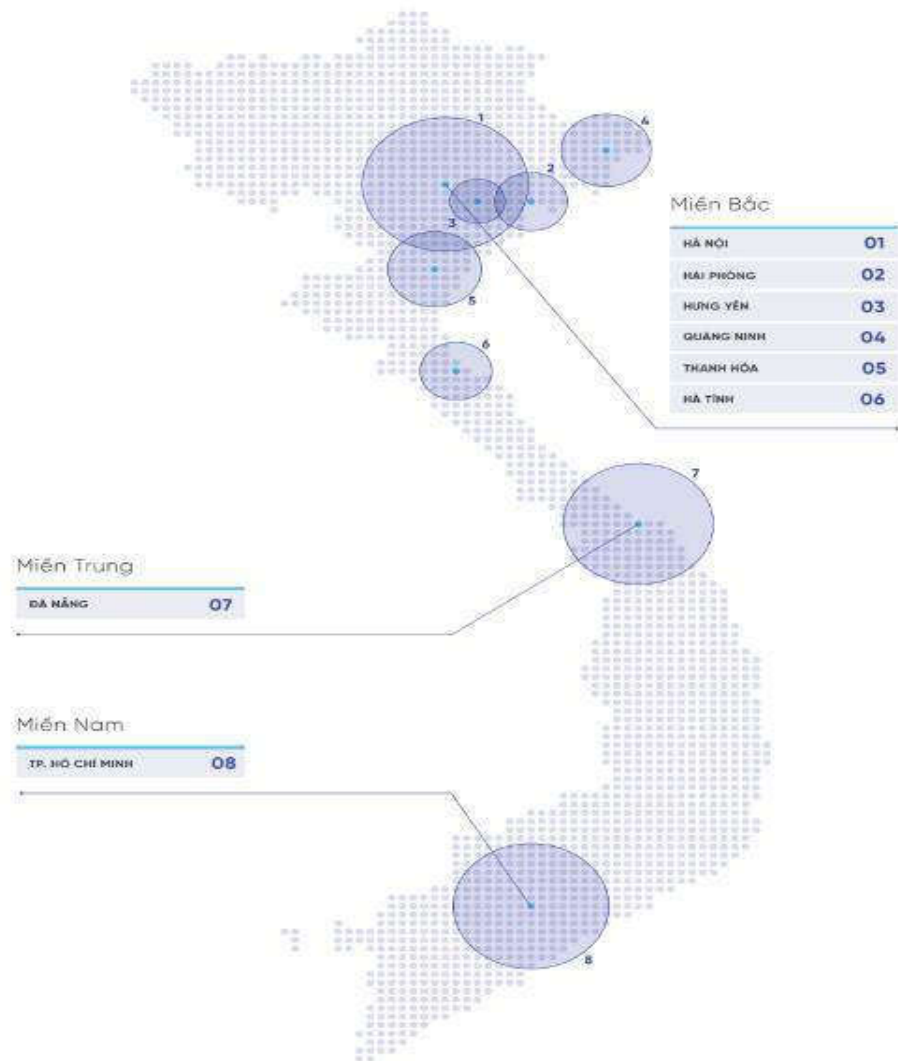 1
4
2
3
5
6
Miền Bắc
HÀ NỘI 01
HẢI PHÒNG 02
HƯNG YÊN 03
QUẢNG NINH 04
THANH HÓA 05
HÀ TĨNH 06
7
Miền Trung
ĐÀ NẴNG 07
Miền Nam
TP. HỒ CHÍ MINH 08
8